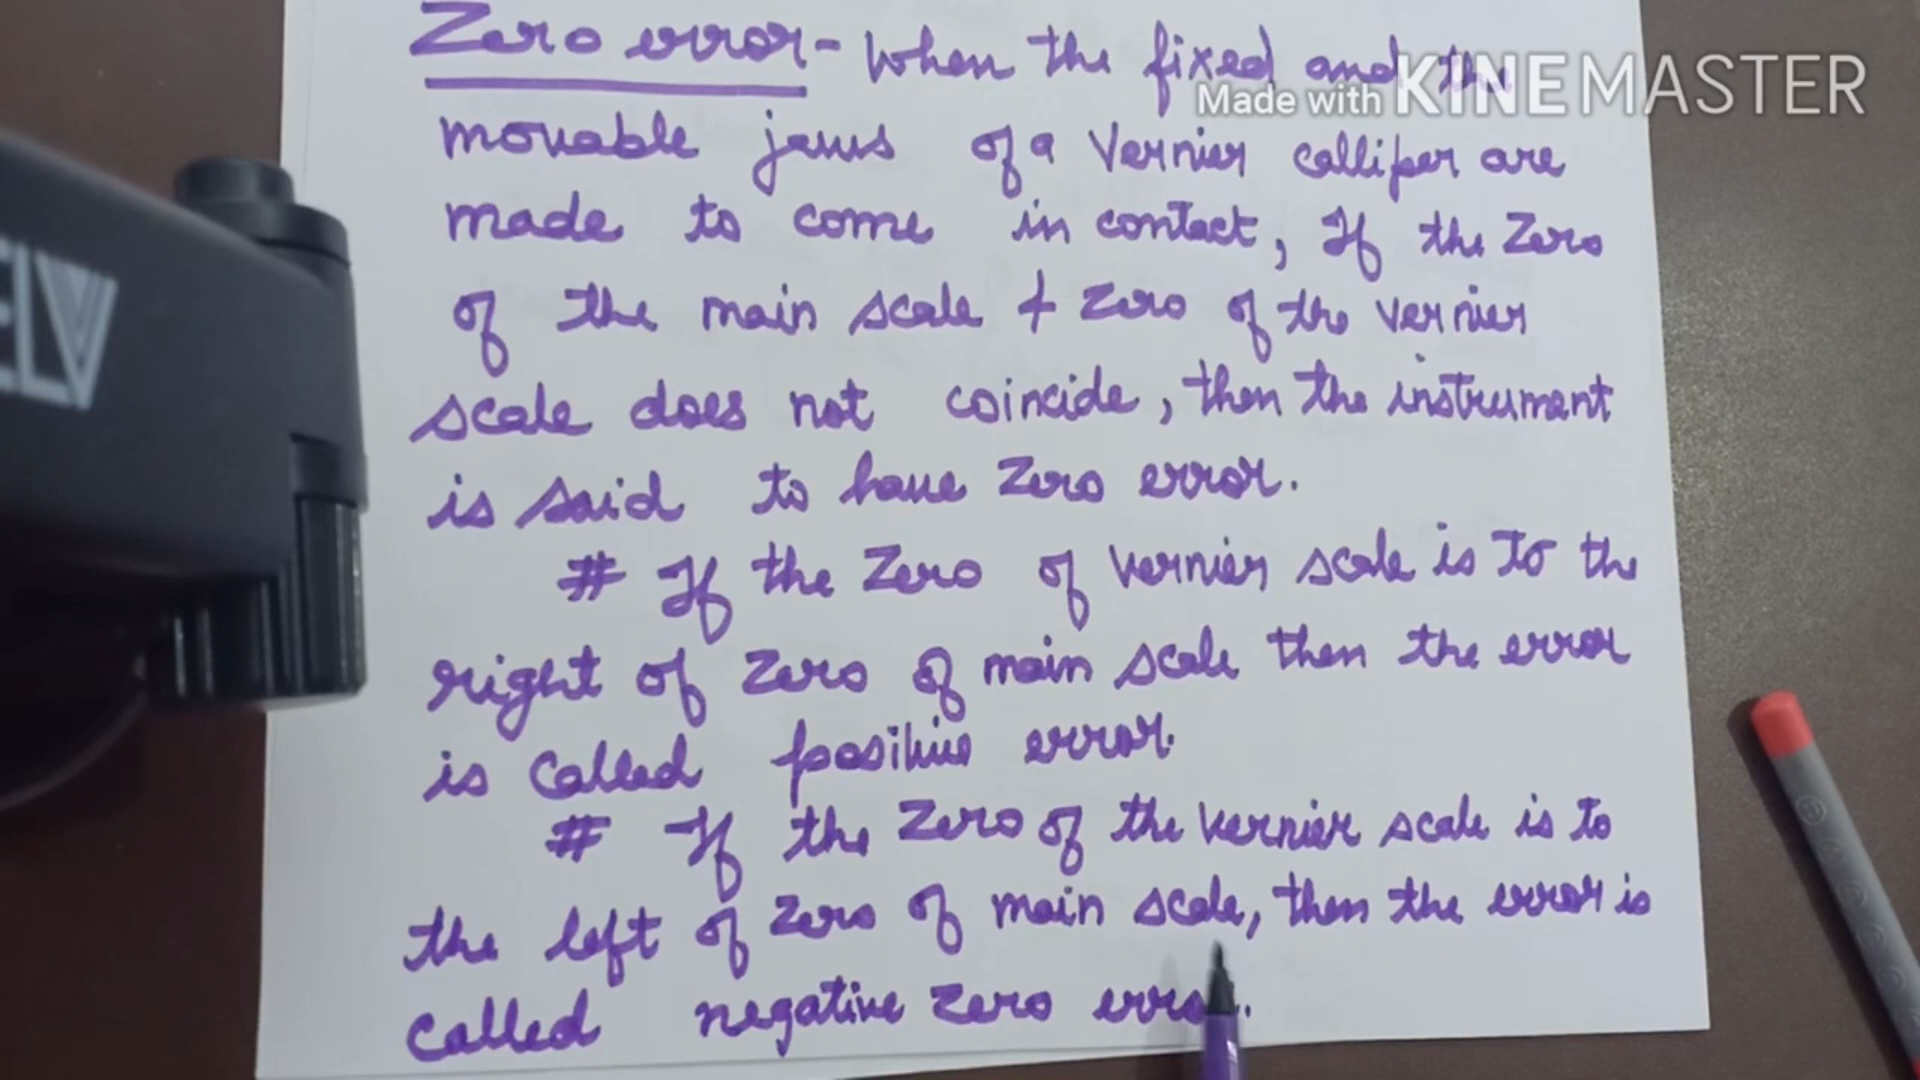 Zero error - When the fixed and the
Made with KINEMASTER
movable jaws of a Vernier calliper are
made to come in contact, If the Zero
of the main scale & Zero of the vernier
scale does not coincide, then the instrument
is said to have Zero error.
# If the Zero of Vernier scale is To the
right of Zero of main scale then the error
is called positive error.
# If the Zero of the Vernier scale is to
the left of Zero of main scale, then the error is
called negative Zero error.
ELV